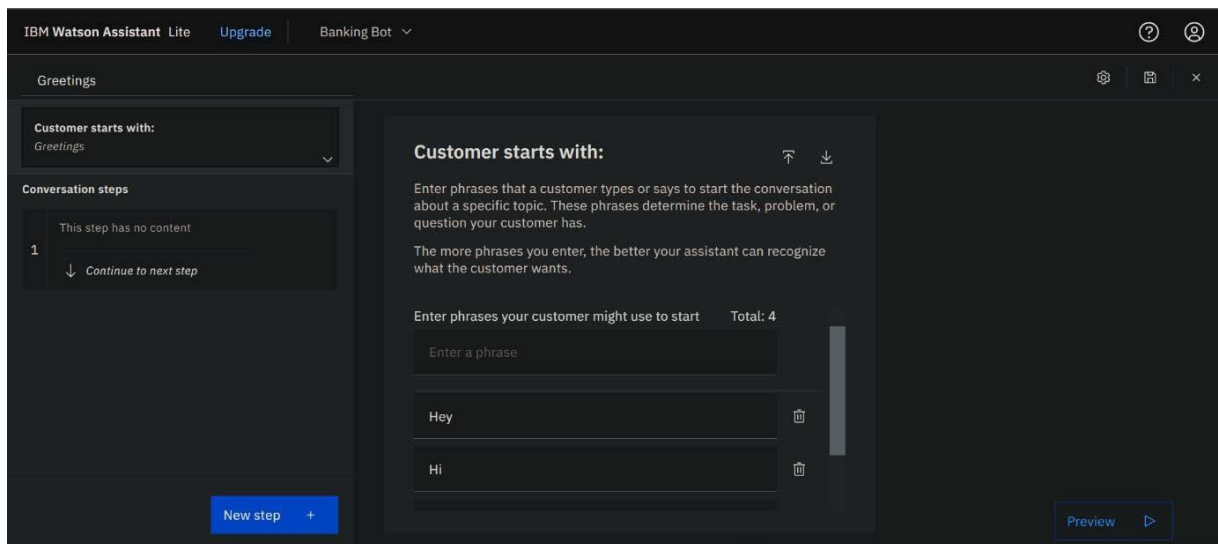 IBM Watson Assistant Lite Upgrade Banking Bot
Greetings
Customer starts with:
Greetings
Conversation steps
1
This step has no content
Continue to next step
New step +
Customer starts with:
Enter phrases that a customer types or says to start the conversation
about a specific topic. These phrases determine the task, problem, or
question your customer has.
The more phrases you enter, the better your assistant can recognize
what the customer wants.
Enter phrases your customer might use to start Total: 4
Enter a phrase
Hey
Hi
Preview